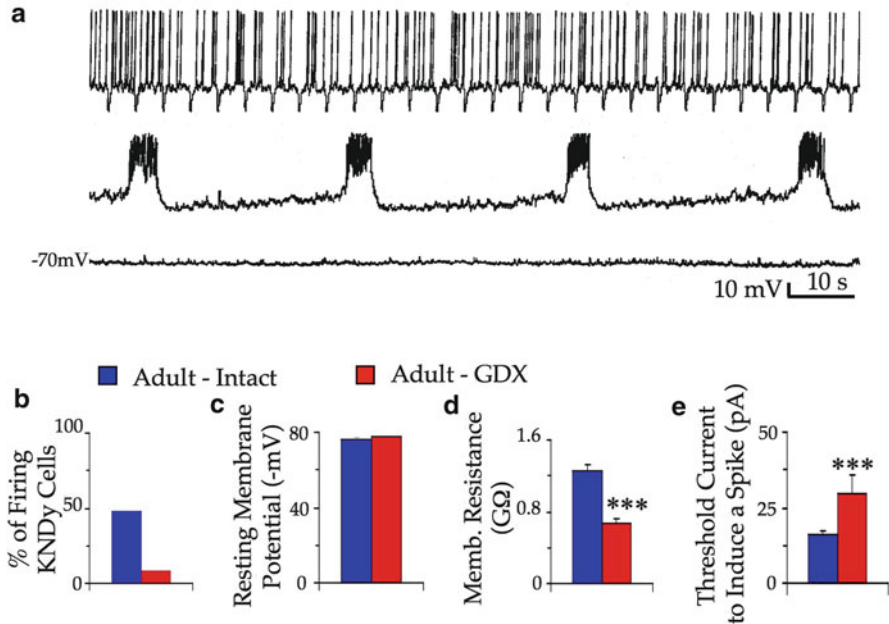 a
-70mV
10 mV
10 s
Adult - Intact
Adult - GDX
b
% of Firing
KNDy Cells
100
50
0
c
Resting Membrane
Potential (-mV)
80
40
0
d
Memb. Resistance
(GΩ)
1.6
1.2
0.8
0
***
e
Threshold Current
to Induce a Spike (pA)
50
25
0
***